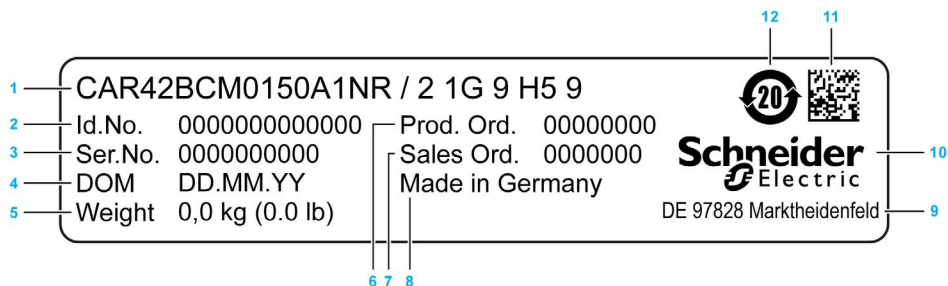 12 11
20
1 CAR42BCM0150A1NR / 2 1G 9 H5 9
2 Id.No. 0000000000000 Prod. Ord. 00000000
3 Ser.No. 0000000000 Sales Ord. 0000000
Schneider Electric 10
4 DOM DD.MM.YY Made in Germany
5 Weight 0,0 kg (0.0 lb) DE 97828 Marktheidenfeld 9
6 7 8